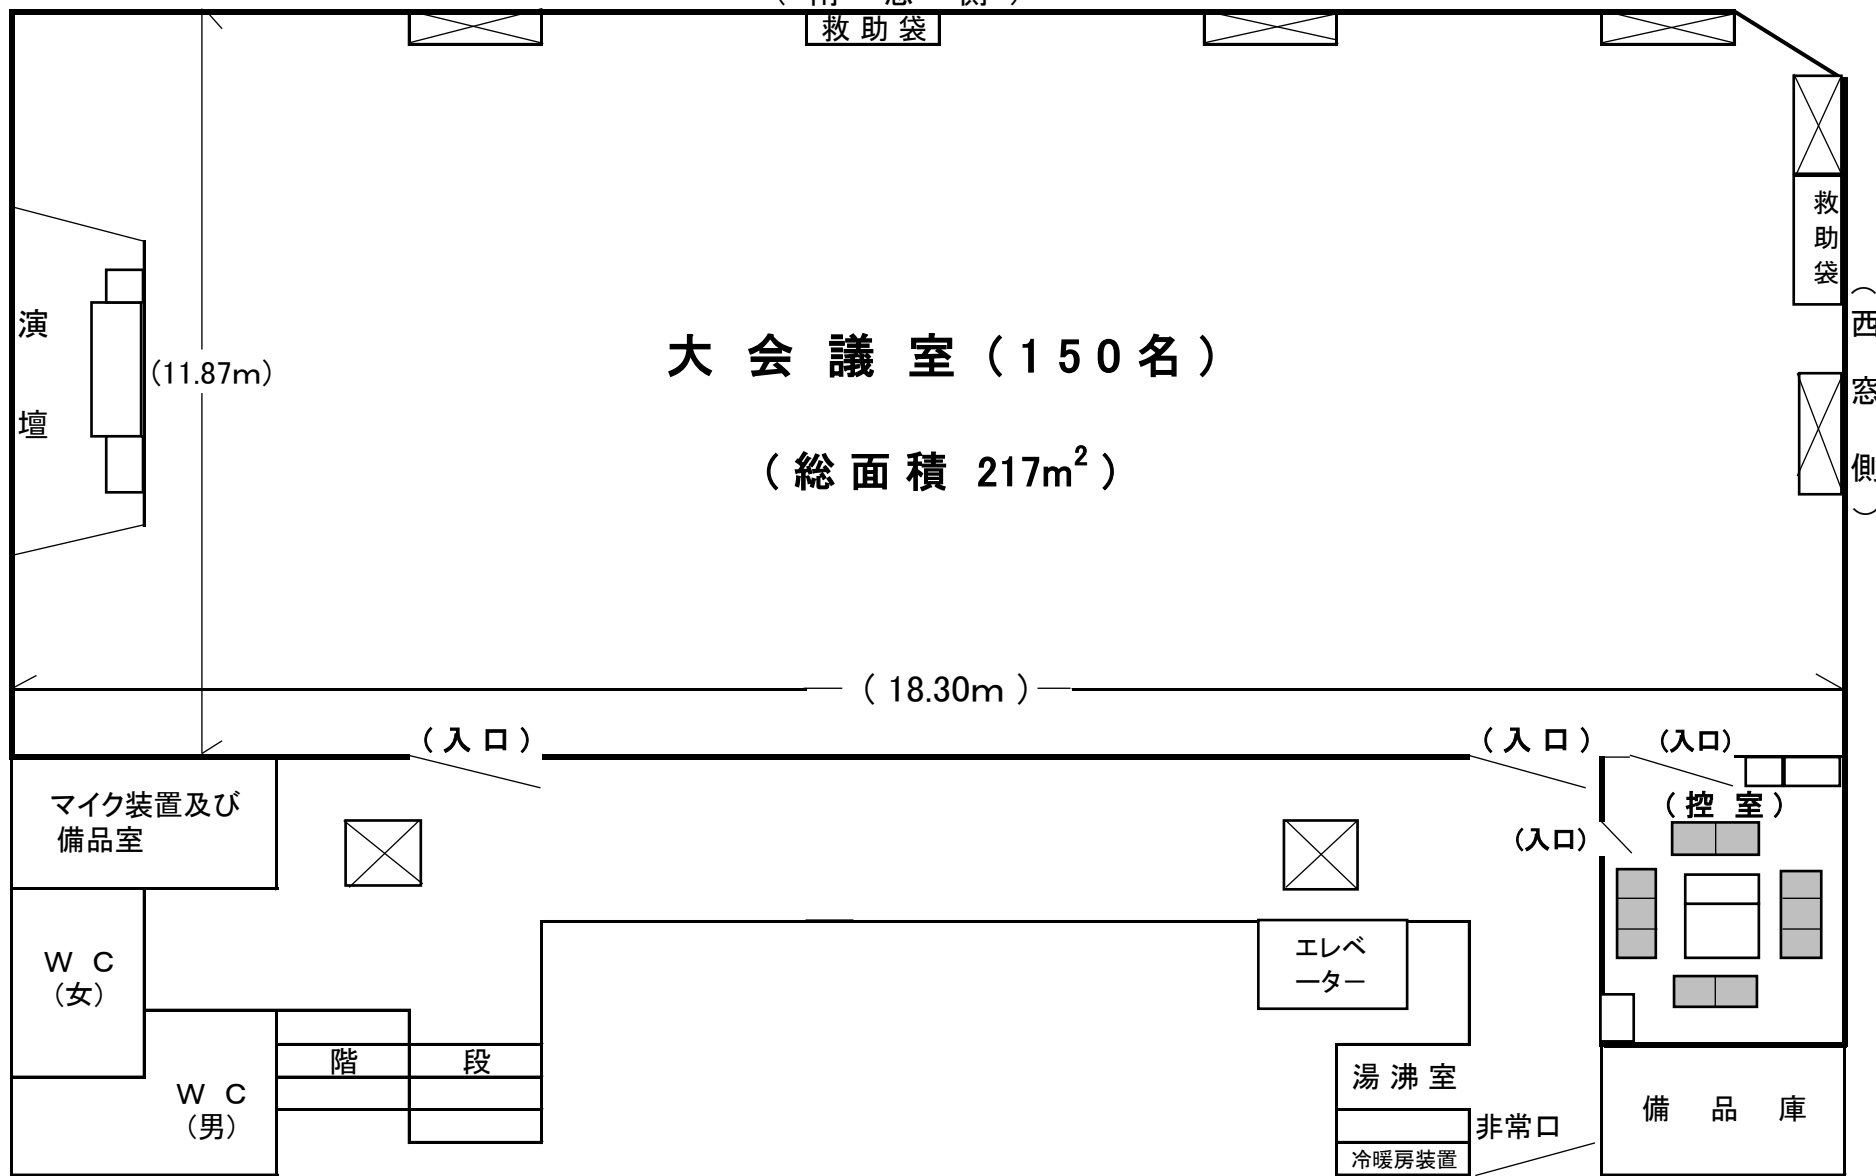 救助袋
救助袋
(西窓側)
演壇
(11.87m)
大会議室(150名)
(総面積 217m²)
(18.30m)
(入口)
(入口)
(入口)
マイク装置及び
備品室
(控室)
(入口)
WC
(女)
エレベ
ーター
階段
湯沸室
WC
(男)
備品庫
非常口
冷暖房装置